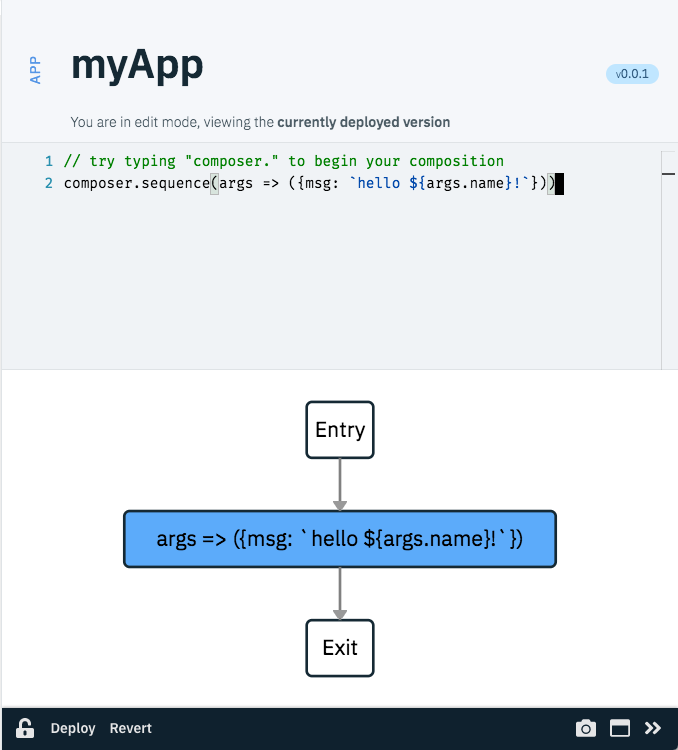 APP
myApp
v0.0.1
You are in edit mode, viewing the currently deployed version
1 // try typing "composer." to begin your composition
2 composer.sequence(args => ({msg: `hello ${args.name}!`}))
Entry
args => ({msg: `hello ${args.name}!`})
Exit
Deploy Revert